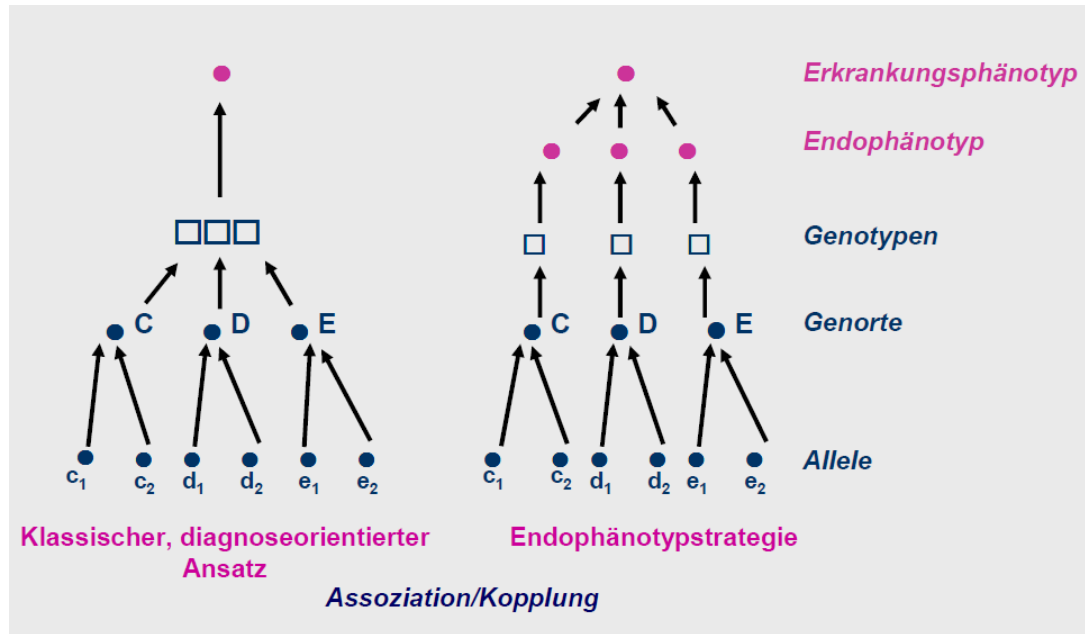 Erkrankungsphänotyp
Endophänotyp
Genotypen
C D E C D E Genorte
c₁ c₂ d₁ d₂ e₁ e₂ c₁ c₂ d₁ d₂ e₁ e₂ Allele
Klassischer, diagnoseorientierter Endophänotypstrategie
Ansatz
Assoziation/Kopplung